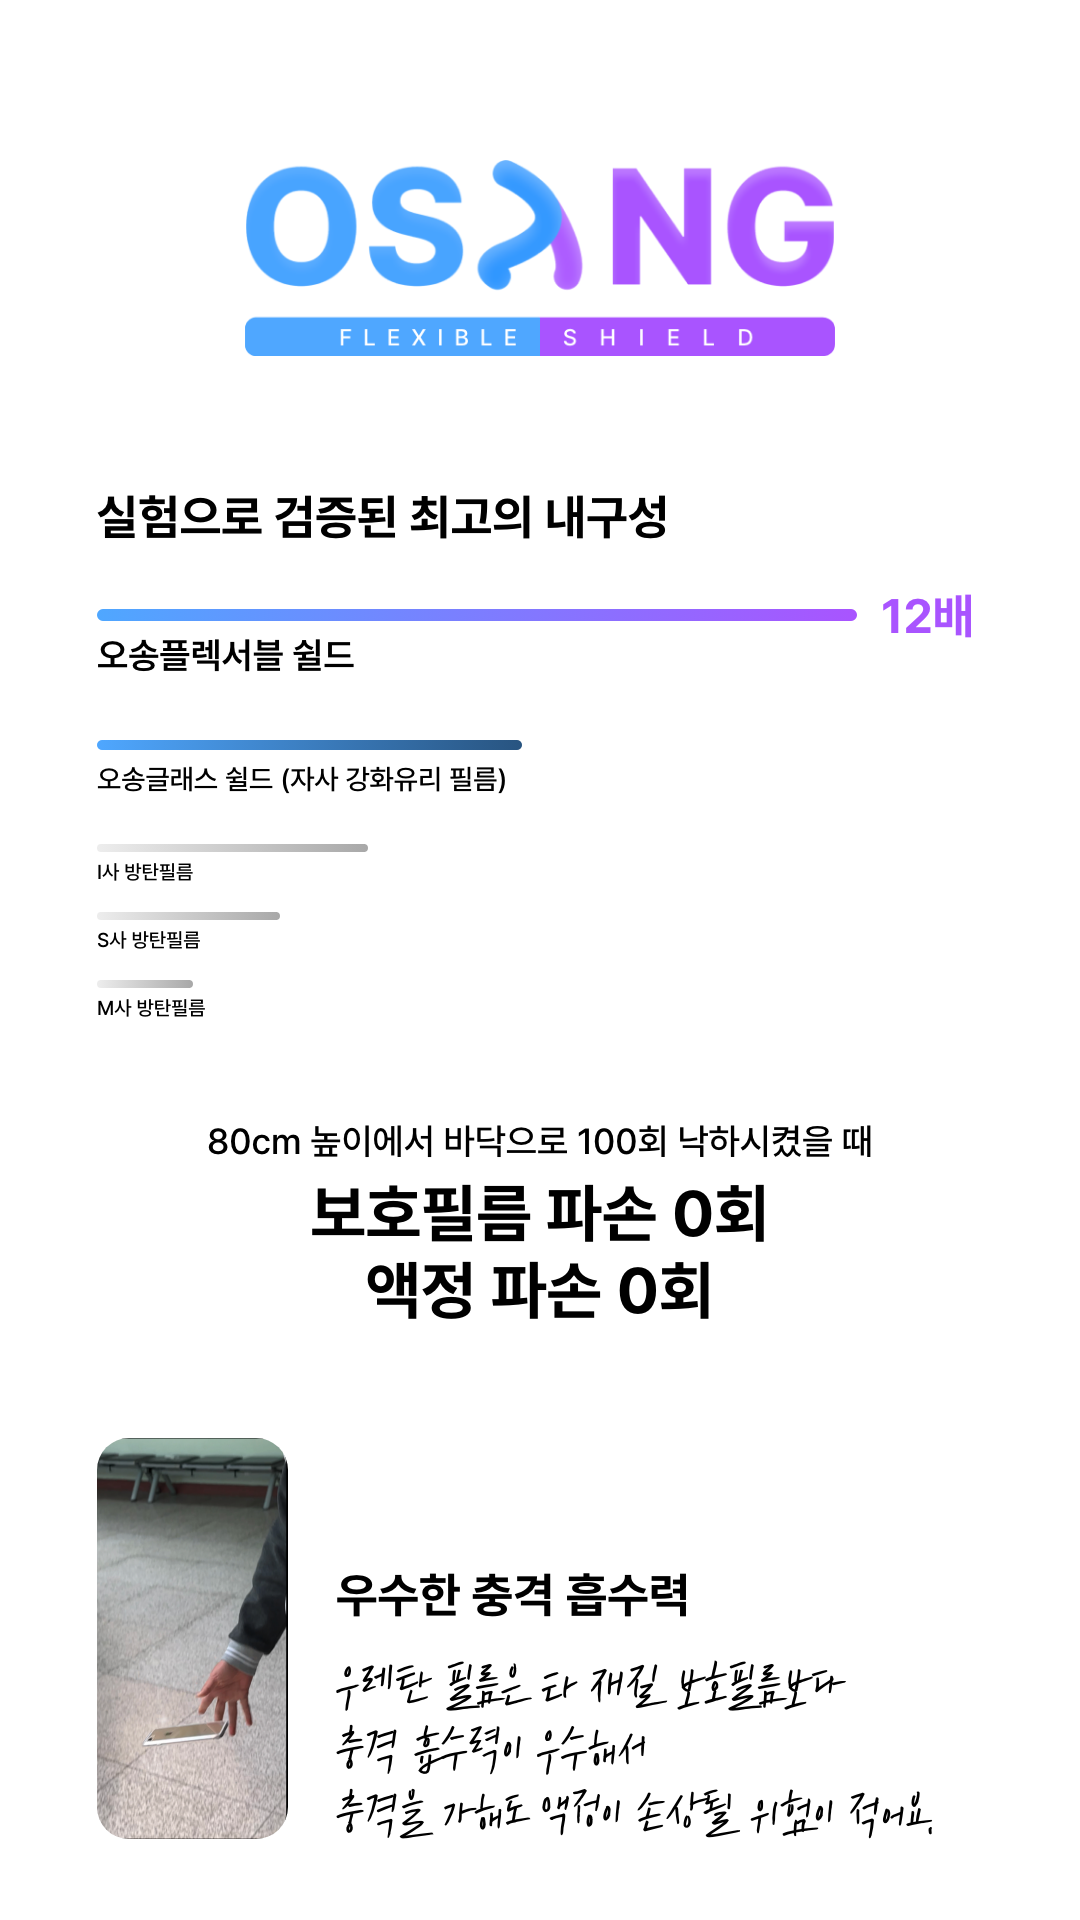 OSANG
FLEXIBLE SHIELD
실험으로 검증된 최고의 내구성
12배
오송플렉서블 쉴드
오송글래스 쉴드 (자사 강화유리 필름)
I사 방탄필름
S사 방탄필름
M사 방탄필름
80cm 높이에서 바닥으로 100회 낙하시켰을 때
보호필름 파손 0회
액정 파손 0회
우수한 충격 흡수력
우레탄 필름은 타 재질 보호필름보다
충격 흡수력이 우수해서
충격을 가해도 액정이 손상될 위험이 적어요.